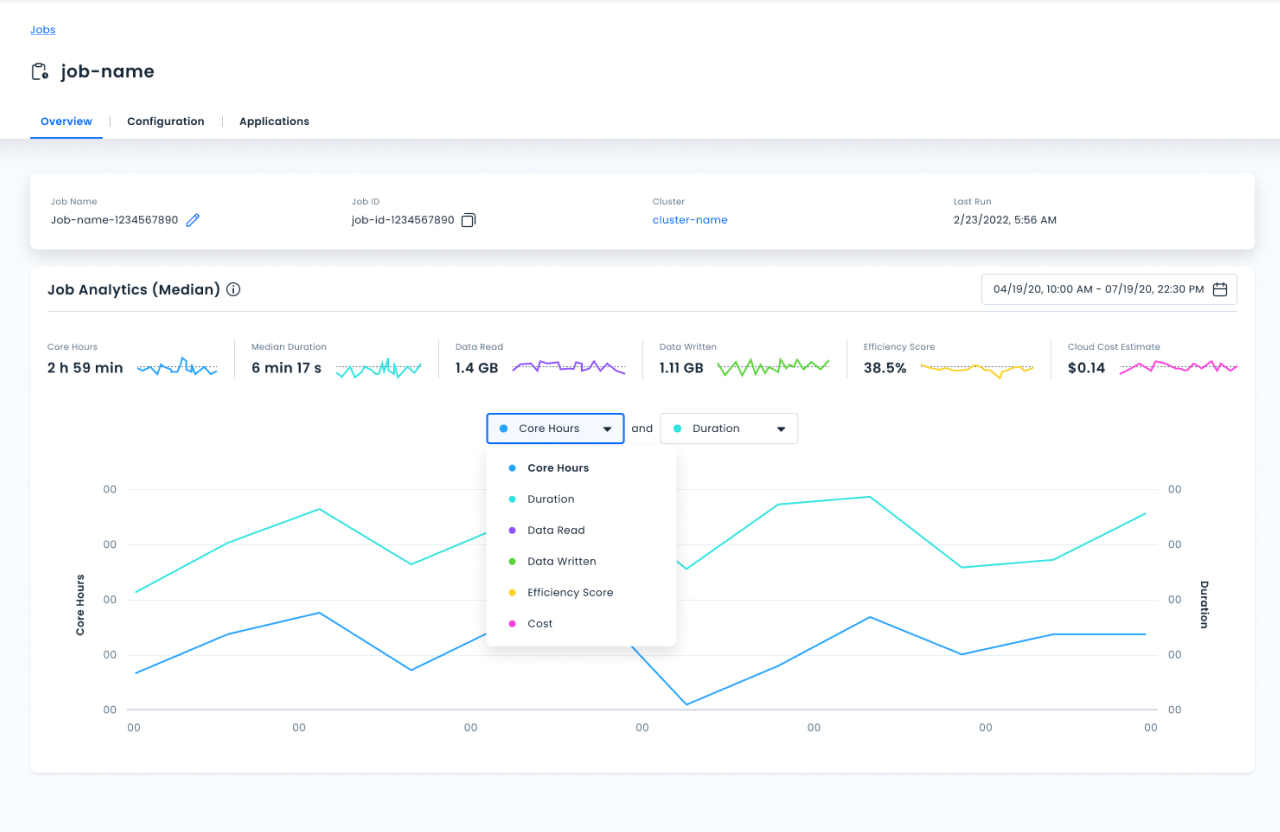 Jobs
job-name
Overview | Configuration | Applications
Job Name
Job-name-1234567890
Job ID
job-id-1234567890
Cluster
cluster-name
Last Run
2/23/2022, 5:56 AM
Job Analytics (Median)
04/19/20, 10:00 AM - 07/19/20, 22:30 PM
Core Hours
2 h 59 min
Median Duration
6 min 17 s
Data Read
1.4 GB
Data Written
1.11 GB
Efficiency Score
38.5%
Cloud Cost Estimate
$0.14
Core Hours and Duration
Core Hours
Duration
Data Read
Data Written
Efficiency Score
Cost
Core Hours
00
00
00
00
00
00
00
00
00
00
Duration
00 00 00 00 00 00 00